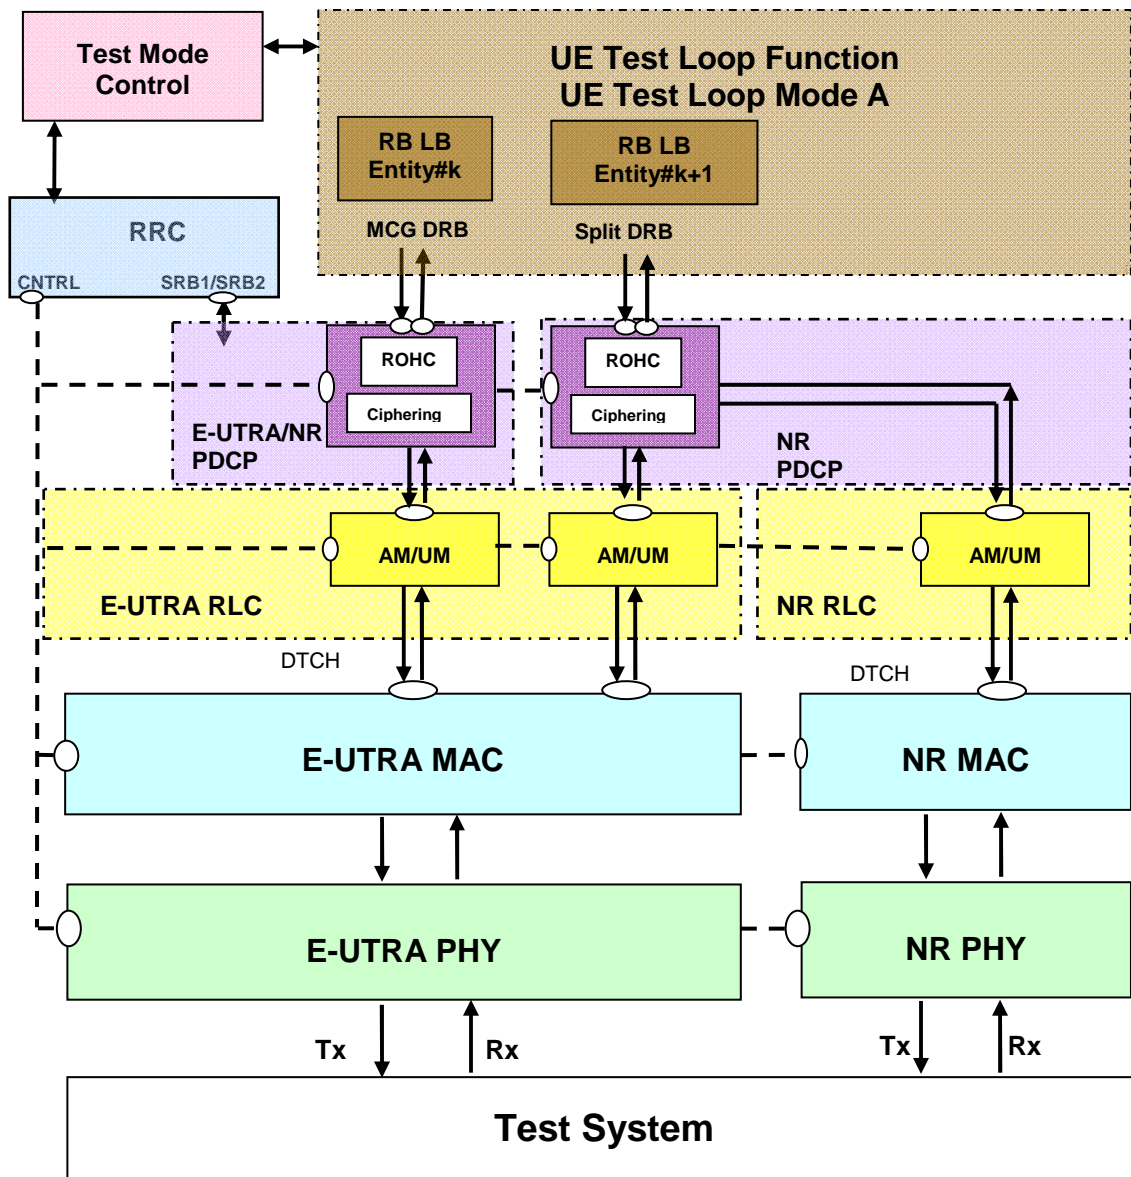 Test Mode
Control
UE Test Loop Function
UE Test Loop Mode A
RB LB
Entity#k
RB LB
Entity#k+1
MCG DRB
Split DRB
RRC
CNTRL
SRB1/SRB2
ROHC
Ciphering
E-UTRA/NR
PDCP
ROHC
Ciphering
NR
PDCP
AM/UM
AM/UM
AM/UM
E-UTRA RLC
NR RLC
DTCH
DTCH
E-UTRA MAC
NR MAC
E-UTRA PHY
NR PHY
Tx
Rx
Tx
Rx
Test System